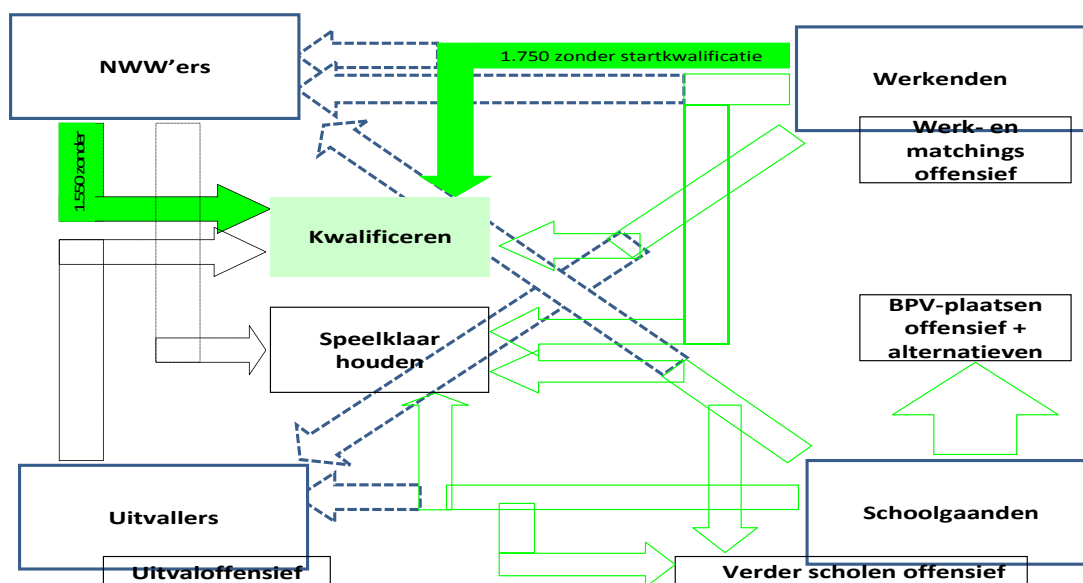 NWW'ers
1.750 zonder startkwalificatie
Werkenden
Werk- en
matchings
offensief
1.550 zonder
Kwalificeren
Speelklaar
houden
BPV-plaatsen
offensief +
alternatieven
Uitvallers
Schoolgaanden
Uitvaloffensief
Verder scholen offensief